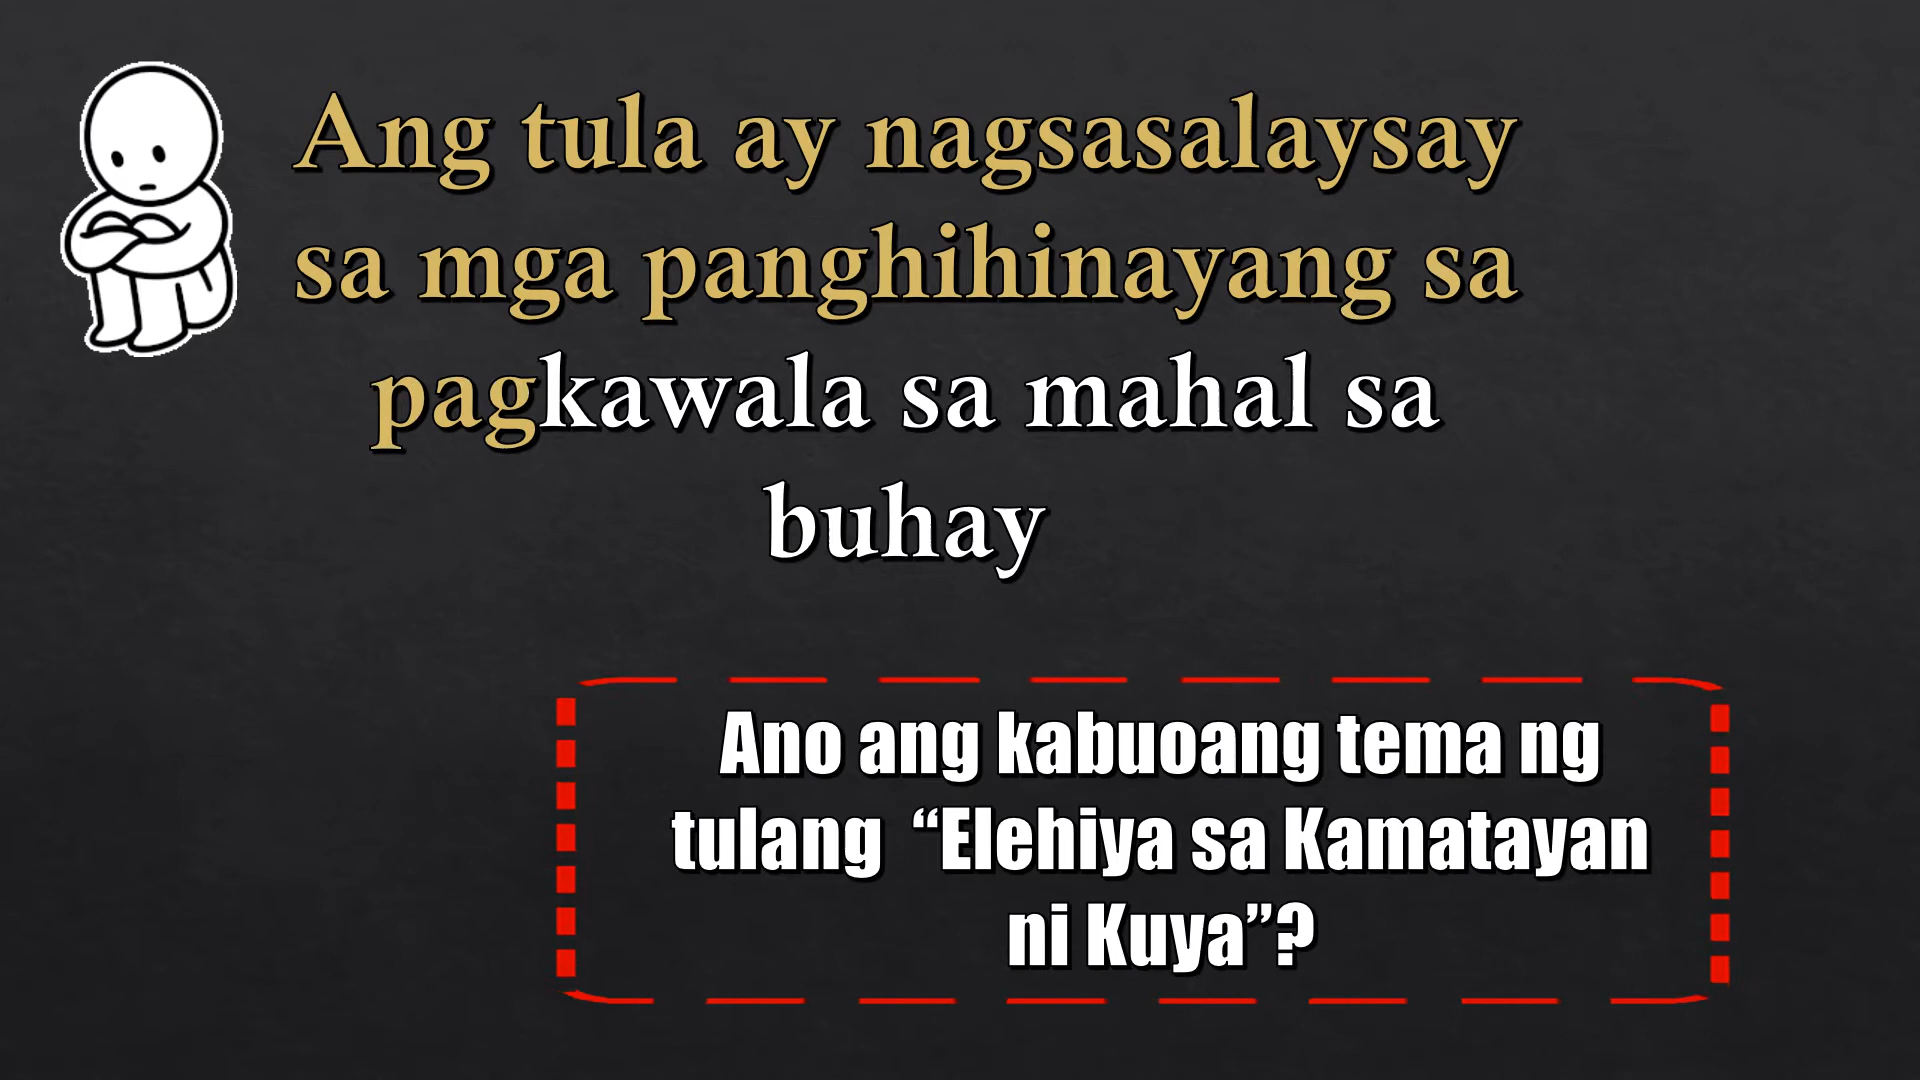 Ang tula ay nagsasalaysay
sa mga panghihinayang sa
pagkawala sa mahal sa
buhay
Ano ang kabuoang tema ng
tulang “Elehiya sa Kamatayan
ni Kuya”?